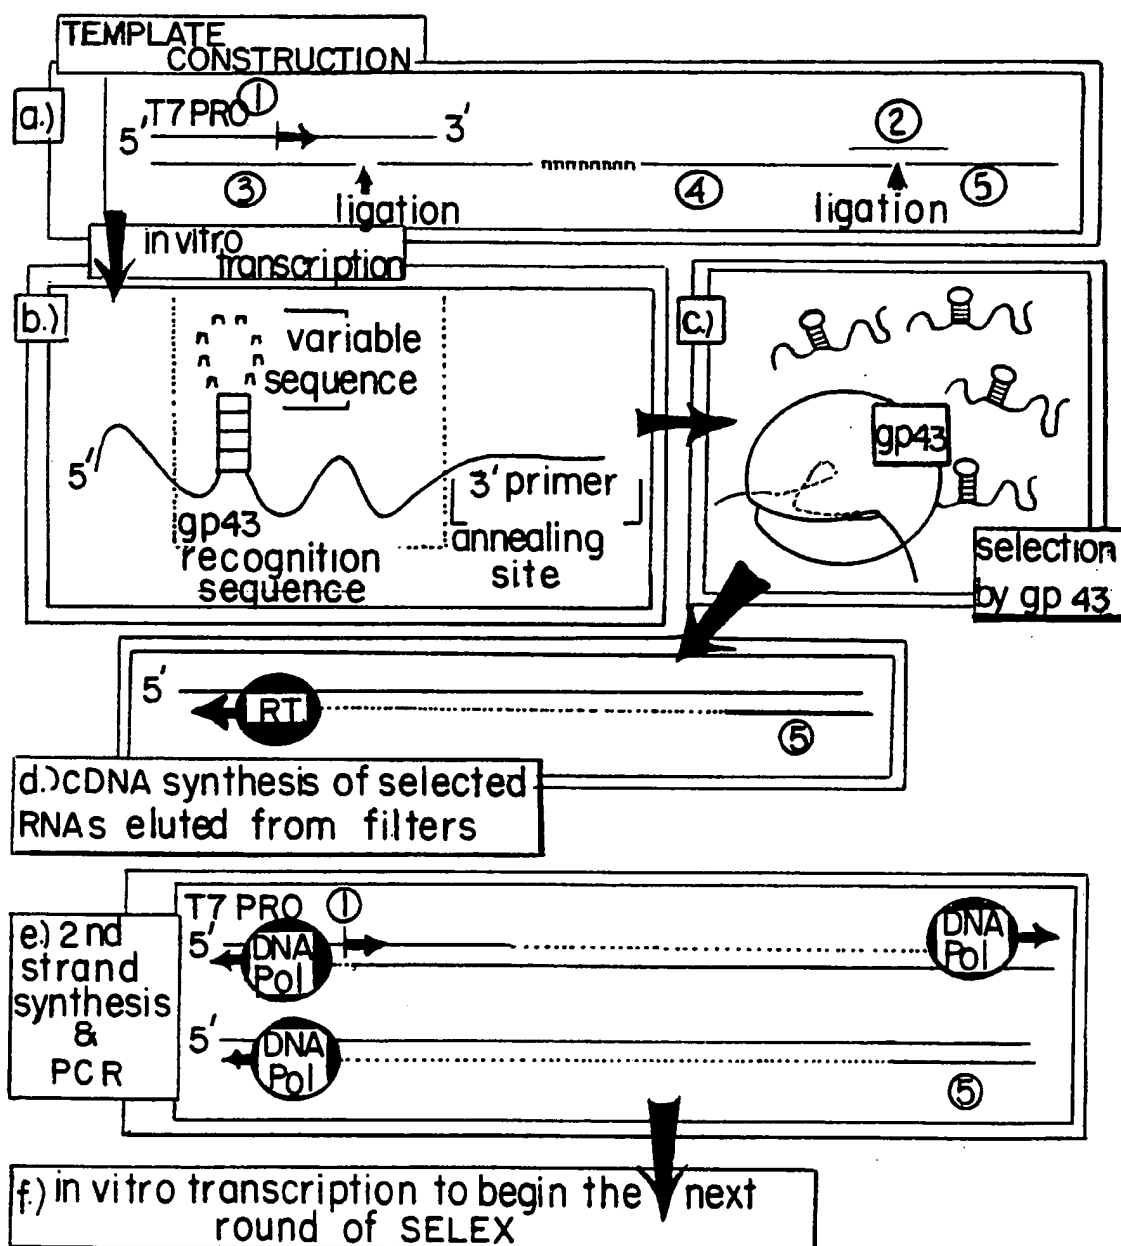 TEMPLATE
CONSTRUCTION
a.)
T7 PRO ①
5' 3'
②
③ ④ ⑤
ligation ligation
in vitro
transcription
b.)
variable
sequence
5'
3' primer
annealing
site
gp43
recognition
sequence
c.)
gp43
selection
by gp 43
5'
RT
⑤
d.) cDNA synthesis of selected
RNAs eluted from filters
e.) 2nd
strand
synthesis
&
PCR
T7 PRO ①
5'
DNA
Pol
DNA
Pol
5'
DNA
Pol
⑤
f.) in vitro transcription to begin the next
round of SELEX